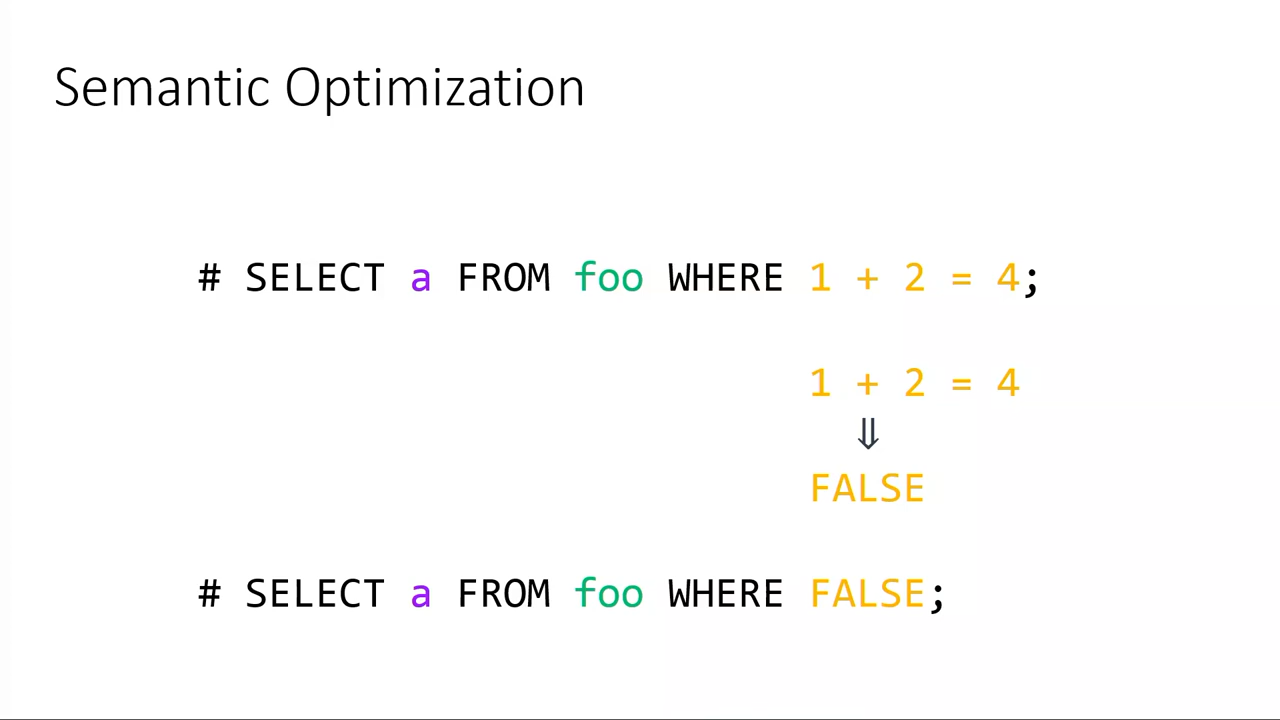 Semantic Optimization
# SELECT a FROM foo WHERE 1 + 2 = 4;
1 + 2 = 4
⇓
FALSE
# SELECT a FROM foo WHERE FALSE;